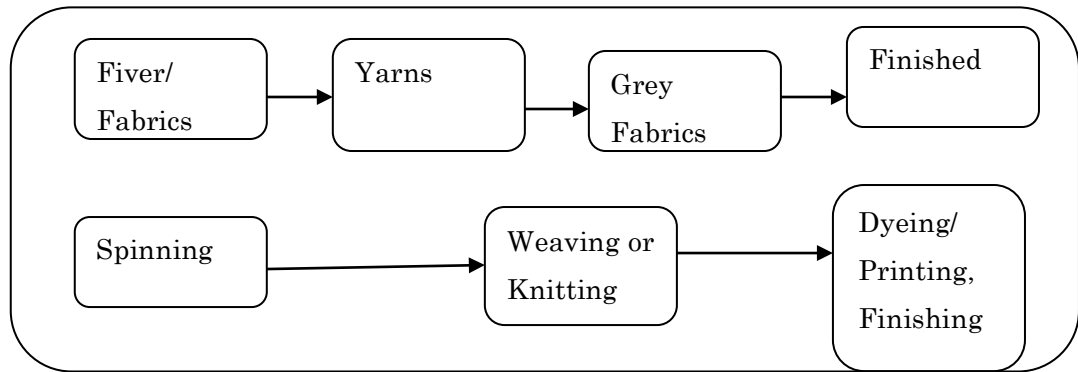 Fiver/
Fabrics
Yarns
Grey
Fabrics
Finished
Spinning
Weaving or
Knitting
Dyeing/
Printing,
Finishing